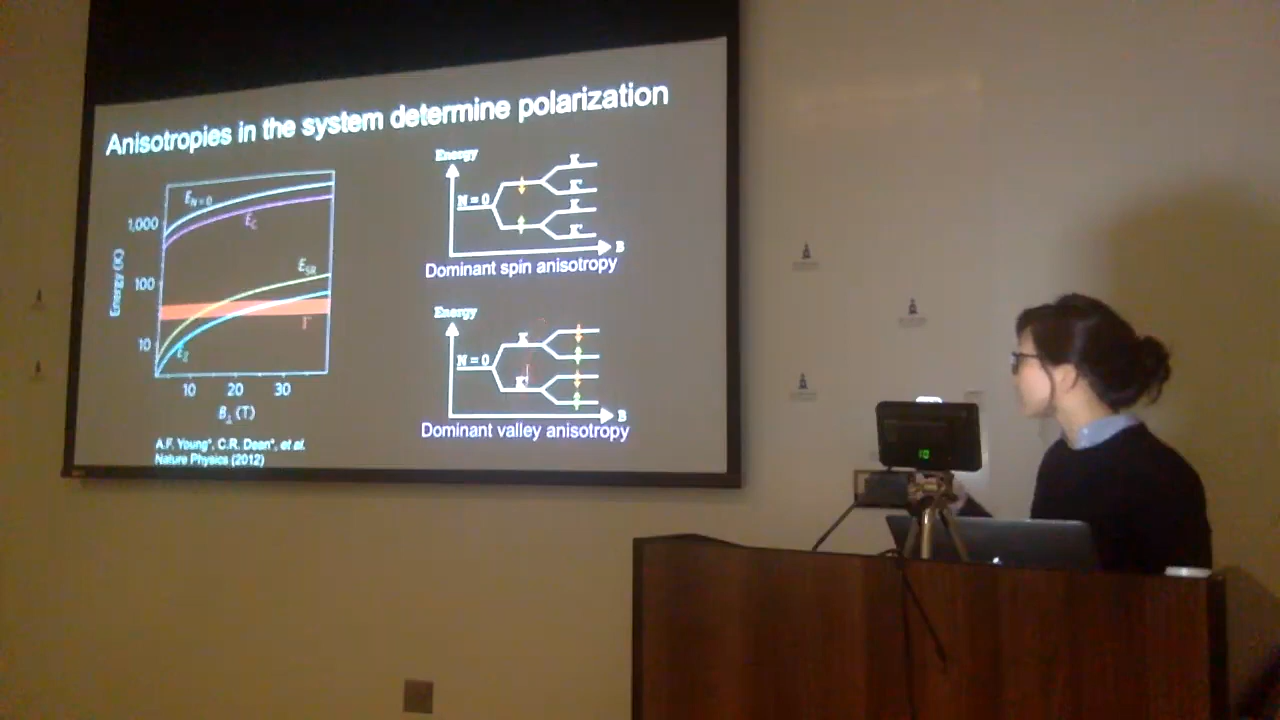 Anisotropies in the system determine polarization
E_N=0
E_C
1,000
E_SR
100
Γ
10
E_Z
Energy (K)
10 20 30
B⊥ (T)
A.F. Young*, C.R. Dean*, et al.
Nature Physics (2012)
Energy
K
N = 0
K'
K
K'
B
Dominant spin anisotropy
Energy
K
N = 0
K'
B
Dominant valley anisotropy
10